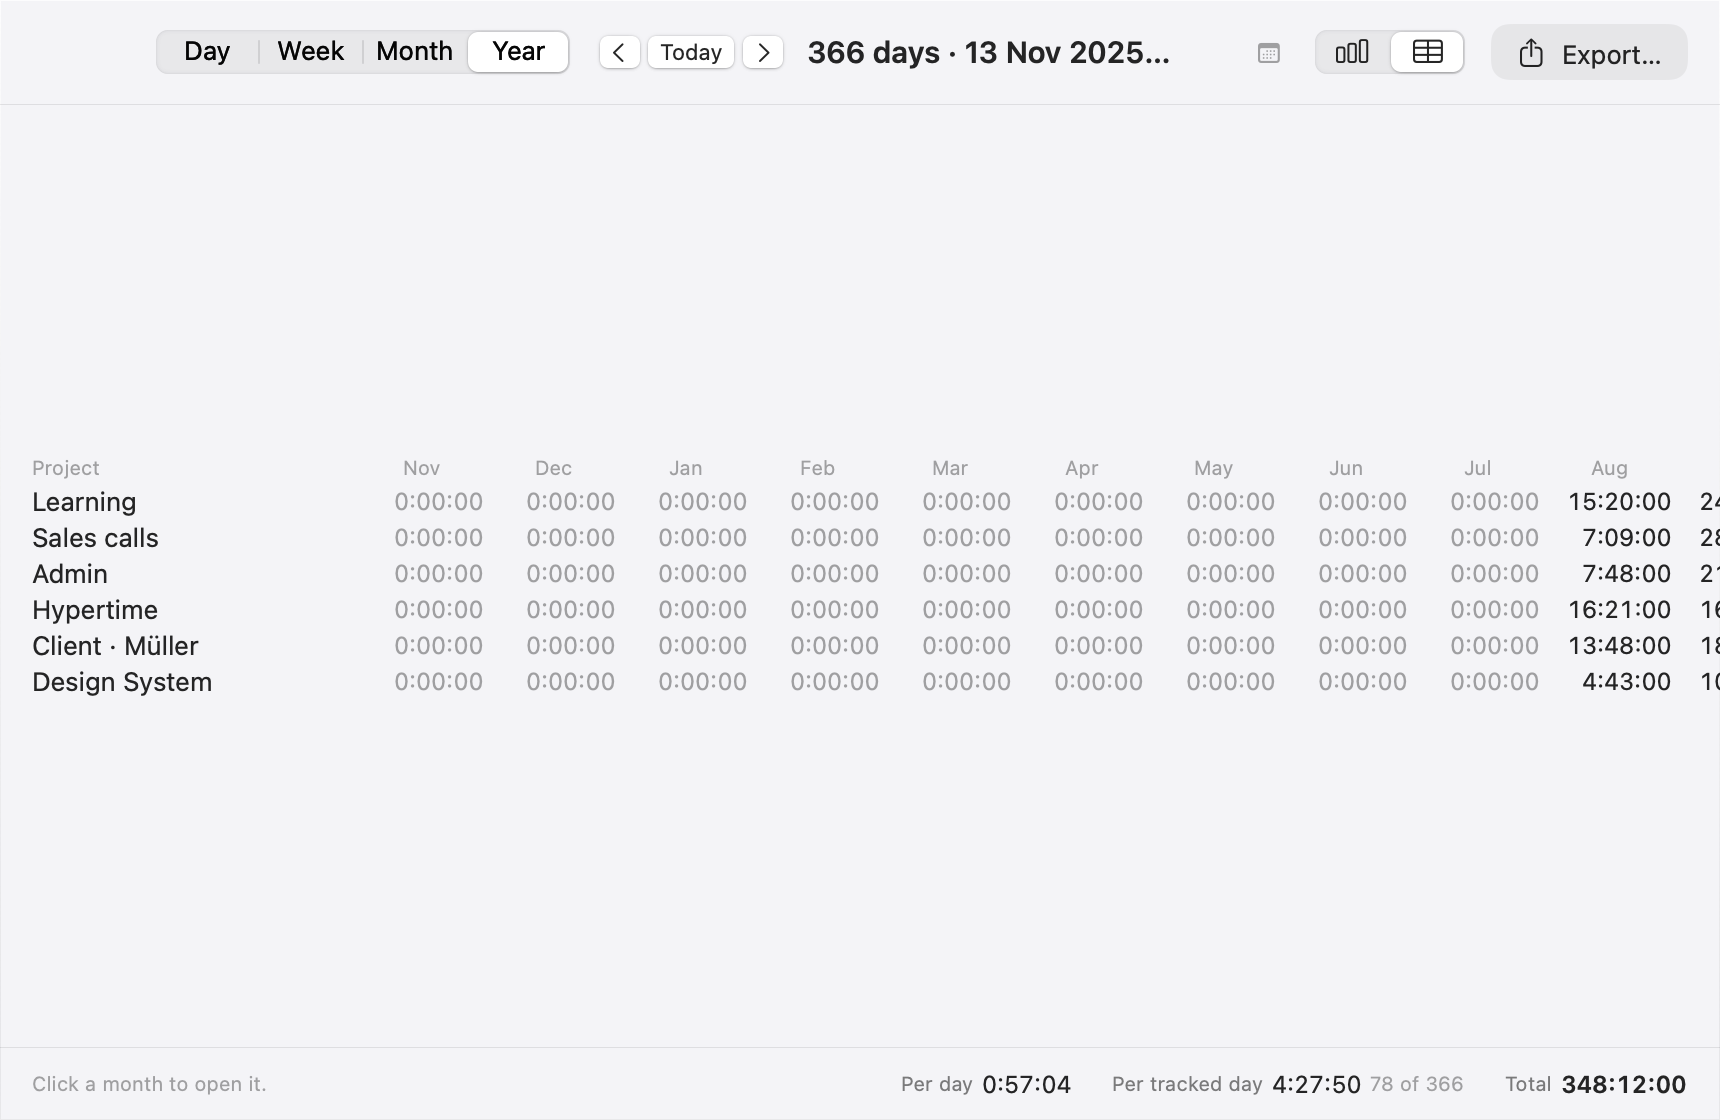 Day Week Month Year Today 366 days · 13 Nov 2025... Export...
Project Nov Dec Jan Feb Mar Apr May Jun Jul Aug
Learning 0:00:00 0:00:00 0:00:00 0:00:00 0:00:00 0:00:00 0:00:00 0:00:00 0:00:00 15:20:00 24
Sales calls 0:00:00 0:00:00 0:00:00 0:00:00 0:00:00 0:00:00 0:00:00 0:00:00 0:00:00 7:09:00 28
Admin 0:00:00 0:00:00 0:00:00 0:00:00 0:00:00 0:00:00 0:00:00 0:00:00 0:00:00 7:48:00 21
Hypertime 0:00:00 0:00:00 0:00:00 0:00:00 0:00:00 0:00:00 0:00:00 0:00:00 0:00:00 16:21:00 16
Client · Müller 0:00:00 0:00:00 0:00:00 0:00:00 0:00:00 0:00:00 0:00:00 0:00:00 0:00:00 13:48:00 18
Design System 0:00:00 0:00:00 0:00:00 0:00:00 0:00:00 0:00:00 0:00:00 0:00:00 0:00:00 4:43:00 10
Click a month to open it. Per day 0:57:04 Per tracked day 4:27:50 78 of 366 Total 348:12:00